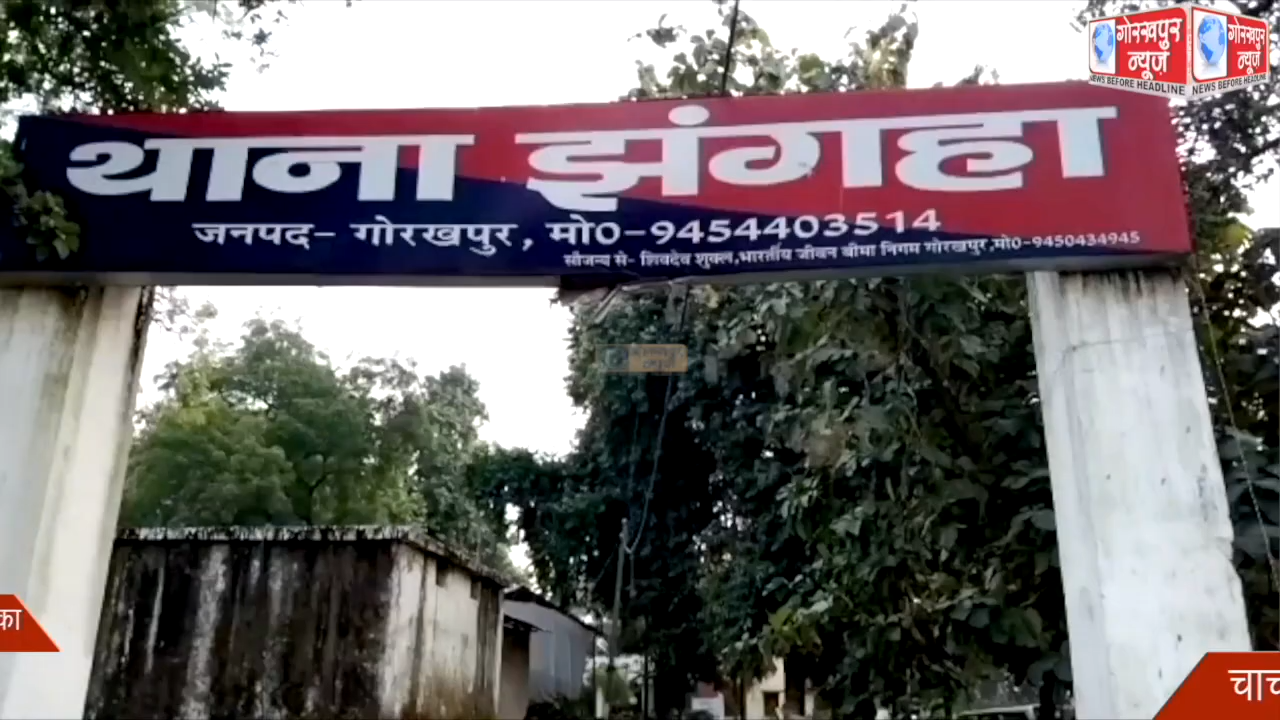 गोरखपुर न्यूज
NEWS BEFORE HEADLINE
गोरखपुर न्यूज
NEWS BEFORE HEADLINE
थाना झंगहा
जनपद- गोरखपुर, मो0-9454403514
सौजन्य से- शिवदेव शुक्ल,भारतीय जीवन बीमा निगम गोरखपुर,मो0-9450434945
गोरखपुर न्यूज
का